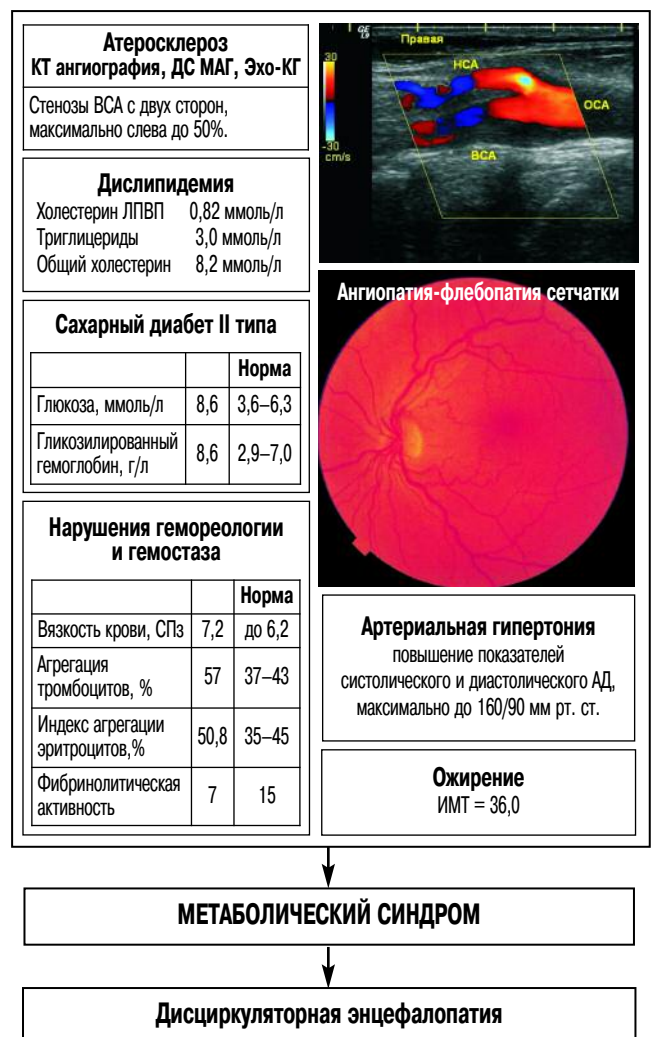 Атеросклероз
КТ ангиография, ДС МАГ, Эхо-КГ
Стенозы ВСА с двух сторон,
максимально слева до 50%.
Дислипидемия
Холестерин ЛПВП 0,82 ммоль/л
Триглицериды 3,0 ммоль/л
Общий холестерин 8,2 ммоль/л
Сахарный диабет II типа
Норма
Глюкоза, ммоль/л 8,6 3,6–6,3
Гликозилированный
гемоглобин, г/л 8,6 2,9–7,0
Нарушения гемореологии
и гемостаза
Норма
Вязкость крови, СПз 7,2 до 6,2
Агрегация
тромбоцитов, % 57 37–43
Индекс агрегации
эритроцитов,% 50,8 35–45
Фибринолитическая
активность 7 15
GE
L9
Правая
30
НСА
ОСА
ВСА
-30
cm/s
Ангиопатия-флебопатия сетчатки
Артериальная гипертония
повышение показателей
систолического и диастолического АД,
максимально до 160/90 мм рт. ст.
Ожирение
ИМТ = 36,0
МЕТАБОЛИЧЕСКИЙ СИНДРОМ
Дисциркуляторная энцефалопатия